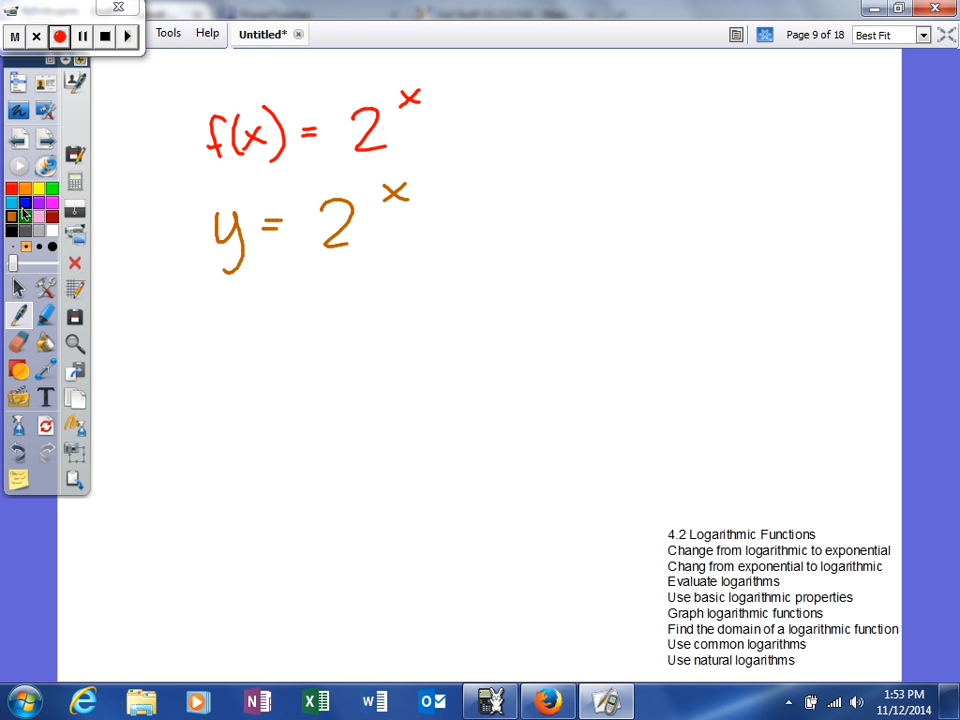 M
Tools Help Untitled* Page 9 of 18 Best Fit
f(x) = 2^x
y = 2^x
T
4.2 Logarithmic Functions
Change from logarithmic to exponential
Chang from exponential to logarithmic
Evaluate logarithms
Use basic logarithmic properties
Graph logarithmic functions
Find the domain of a logarithmic function
Use common logarithms
Use natural logarithms
1:53 PM
11/12/2014